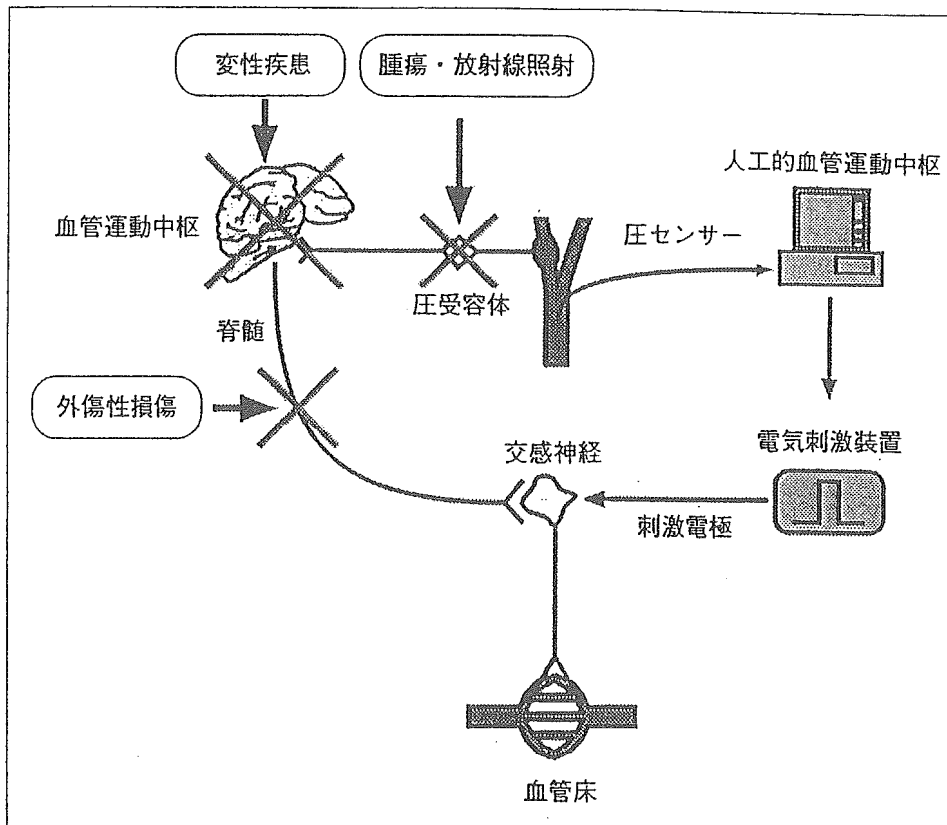 変性疾患
腫瘍・放射線照射
人工的血管運動中枢
血管運動中枢
圧センサー
圧受容体
脊髄
外傷性損傷
交感神経
電気刺激装置
刺激電極
血管床